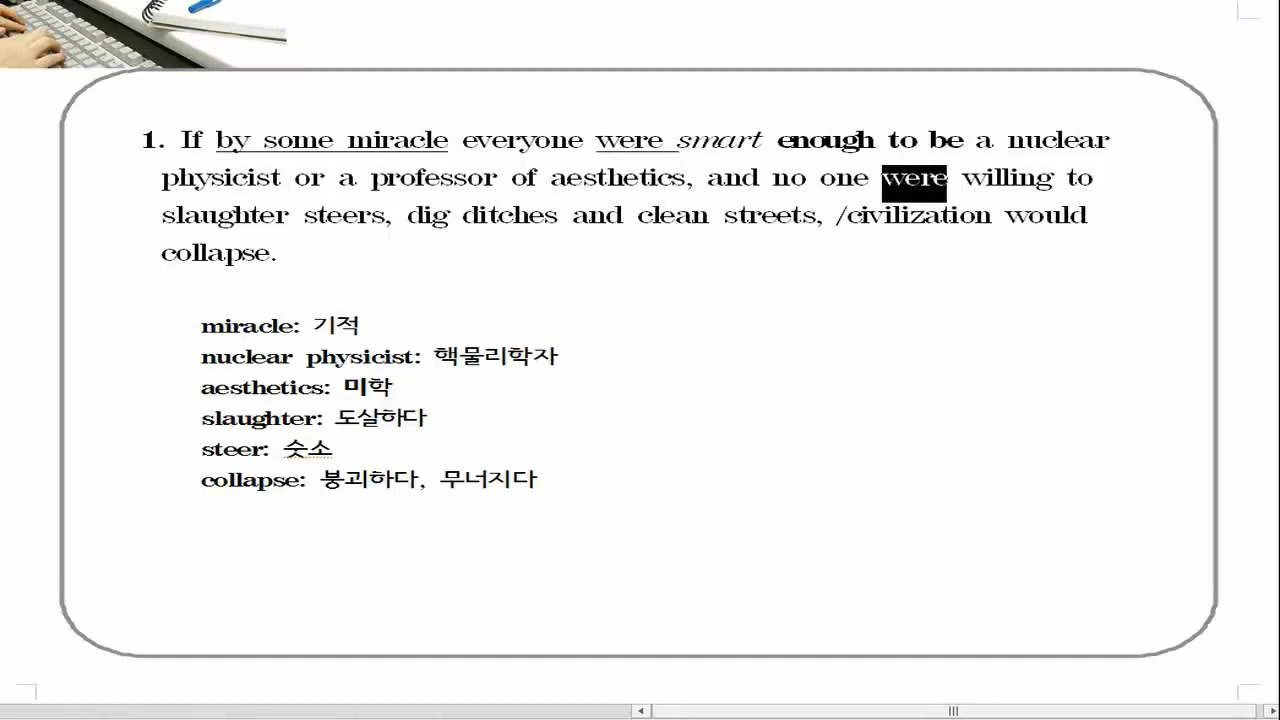 1. If by some miracle everyone were smart enough to be a nuclear
physicist or a professor of aesthetics, and no one were willing to
slaughter steers, dig ditches and clean streets, /civilization would
collapse.
miracle: 기적
nuclear physicist: 핵물리학자
aesthetics: 미학
slaughter: 도살하다
steer: 숫소
collapse: 붕괴하다, 무너지다